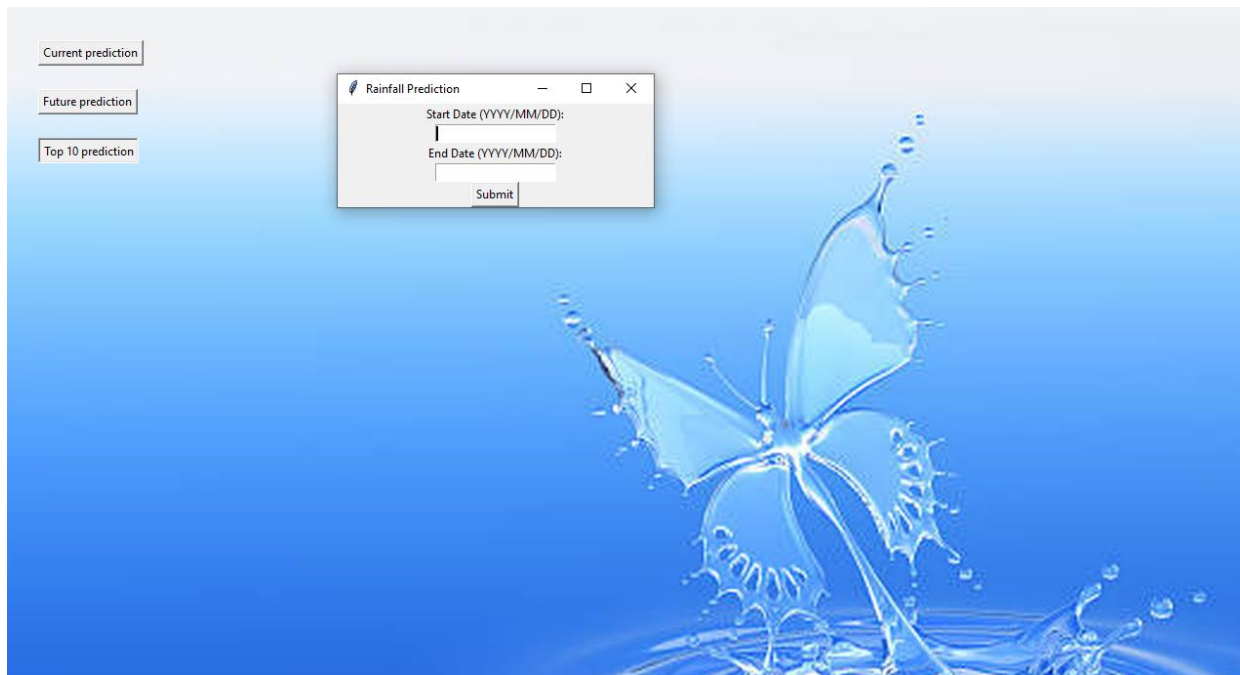 Current prediction
Future prediction
Top 10 prediction
Rainfall Prediction
Start Date (YYYY/MM/DD):
End Date (YYYY/MM/DD):
Submit